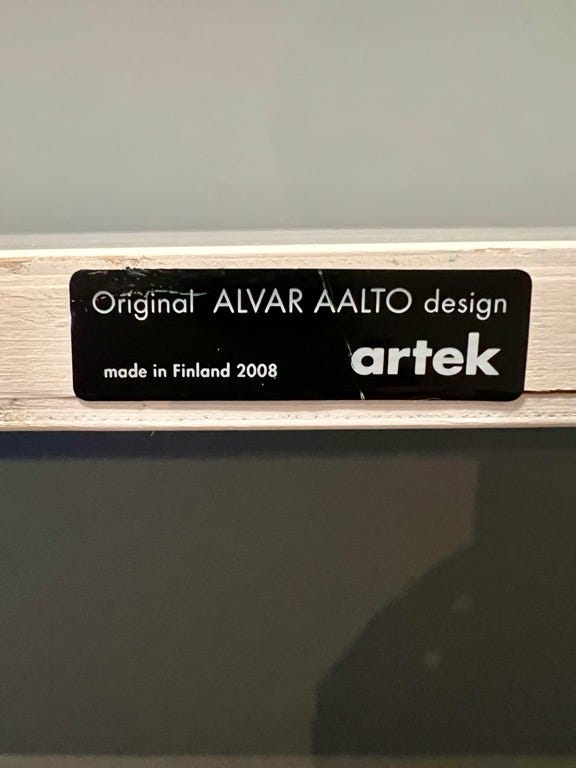 Original ALVAR AALTO design
artek
made in Finland 2008